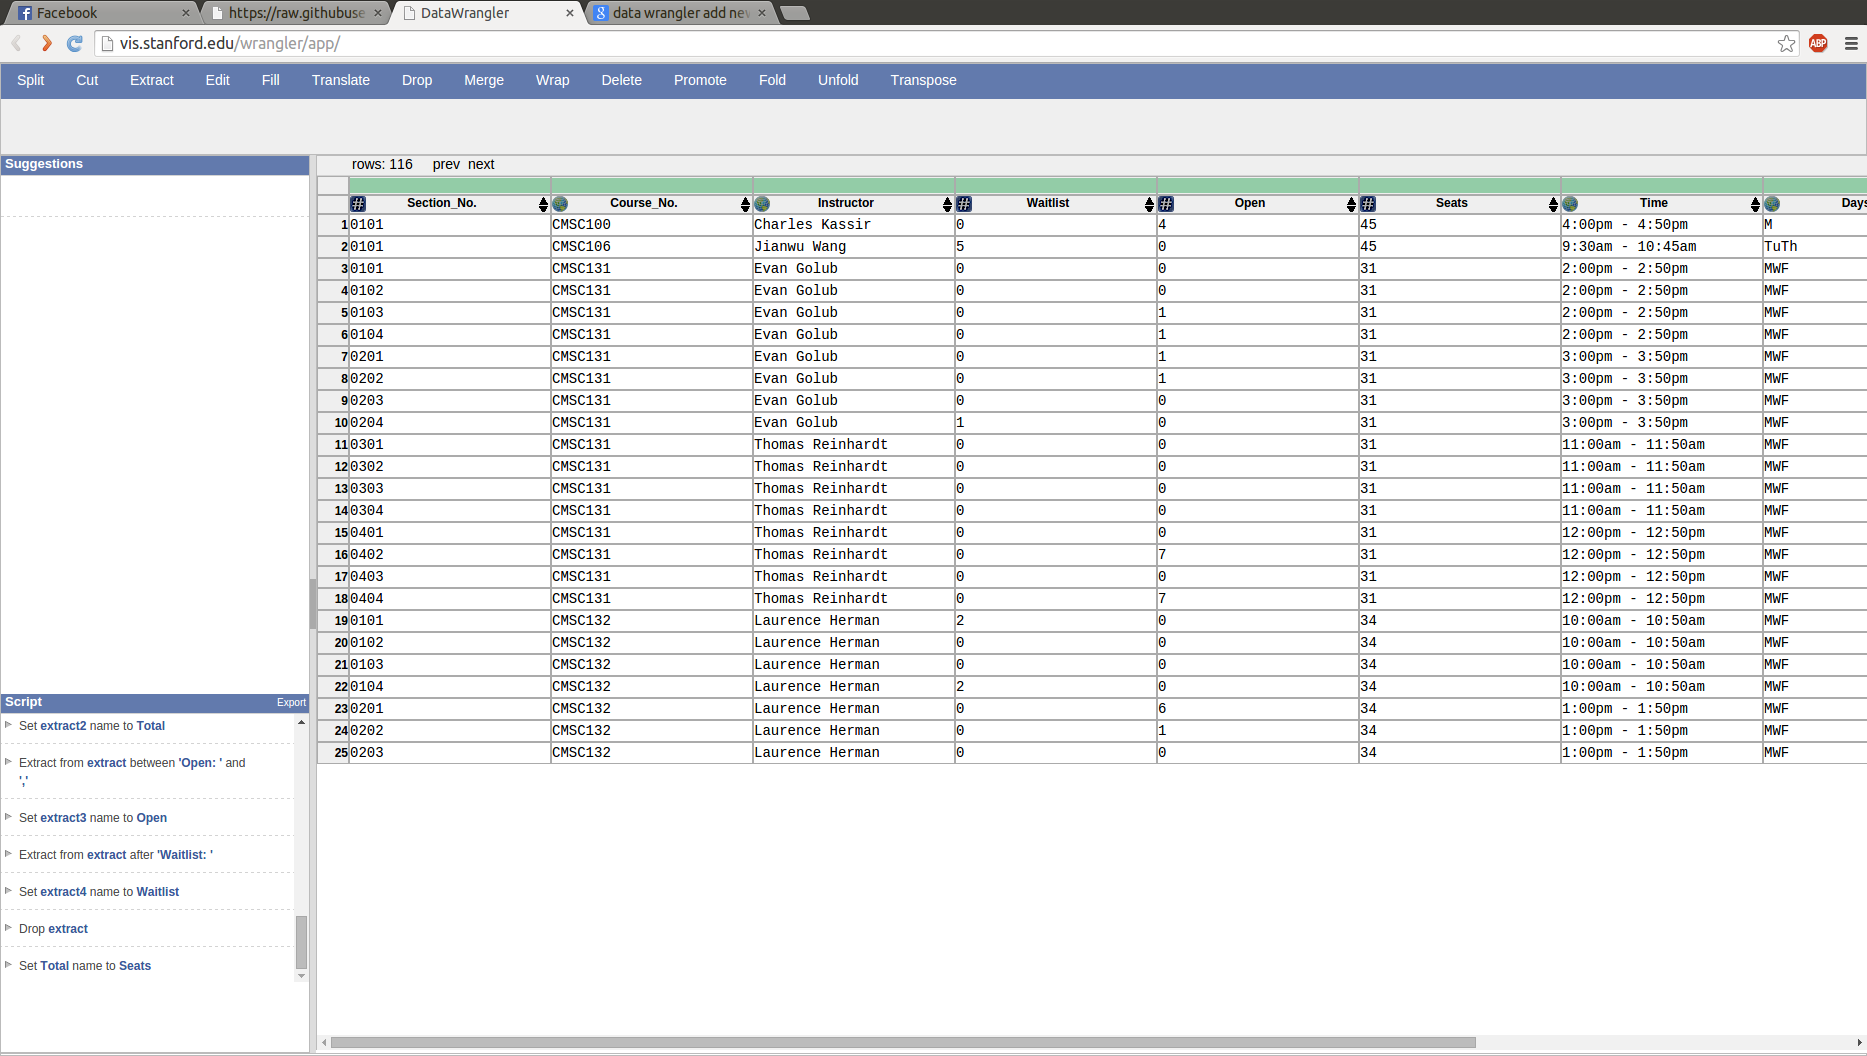 Facebook https://raw.githubuse DataWrangler data wrangler add nev
vis.stanford.edu/wrangler/app/ ABP
Split Cut Extract Edit Fill Translate Drop Merge Wrap Delete Promote Fold Unfold Transpose
Suggestions
rows: 116 prev next
# Section_No. Course_No. Instructor # Waitlist # Open # Seats Time Days
1 0101 CMSC100 Charles Kassir 0 4 45 4:00pm - 4:50pm M
2 0101 CMSC106 Jianwu Wang 5 0 45 9:30am - 10:45am TuTh
3 0101 CMSC131 Evan Golub 0 0 31 2:00pm - 2:50pm MWF
4 0102 CMSC131 Evan Golub 0 0 31 2:00pm - 2:50pm MWF
5 0103 CMSC131 Evan Golub 0 1 31 2:00pm - 2:50pm MWF
6 0104 CMSC131 Evan Golub 0 1 31 2:00pm - 2:50pm MWF
7 0201 CMSC131 Evan Golub 0 1 31 3:00pm - 3:50pm MWF
8 0202 CMSC131 Evan Golub 0 1 31 3:00pm - 3:50pm MWF
9 0203 CMSC131 Evan Golub 0 0 31 3:00pm - 3:50pm MWF
10 0204 CMSC131 Evan Golub 1 0 31 3:00pm - 3:50pm MWF
11 0301 CMSC131 Thomas Reinhardt 0 0 31 11:00am - 11:50am MWF
12 0302 CMSC131 Thomas Reinhardt 0 0 31 11:00am - 11:50am MWF
13 0303 CMSC131 Thomas Reinhardt 0 0 31 11:00am - 11:50am MWF
14 0304 CMSC131 Thomas Reinhardt 0 0 31 11:00am - 11:50am MWF
15 0401 CMSC131 Thomas Reinhardt 0 0 31 12:00pm - 12:50pm MWF
16 0402 CMSC131 Thomas Reinhardt 0 7 31 12:00pm - 12:50pm MWF
17 0403 CMSC131 Thomas Reinhardt 0 0 31 12:00pm - 12:50pm MWF
18 0404 CMSC131 Thomas Reinhardt 0 7 31 12:00pm - 12:50pm MWF
19 0101 CMSC132 Laurence Herman 2 0 34 10:00am - 10:50am MWF
20 0102 CMSC132 Laurence Herman 0 0 34 10:00am - 10:50am MWF
21 0103 CMSC132 Laurence Herman 0 0 34 10:00am - 10:50am MWF
22 0104 CMSC132 Laurence Herman 2 0 34 10:00am - 10:50am MWF
23 0201 CMSC132 Laurence Herman 0 6 34 1:00pm - 1:50pm MWF
24 0202 CMSC132 Laurence Herman 0 1 34 1:00pm - 1:50pm MWF
25 0203 CMSC132 Laurence Herman 0 0 34 1:00pm - 1:50pm MWF
Script Export
Set extract2 name to Total
Extract from extract between 'Open: ' and
','
Set extract3 name to Open
Extract from extract after 'Waitlist: '
Set extract4 name to Waitlist
Drop extract
Set Total name to Seats